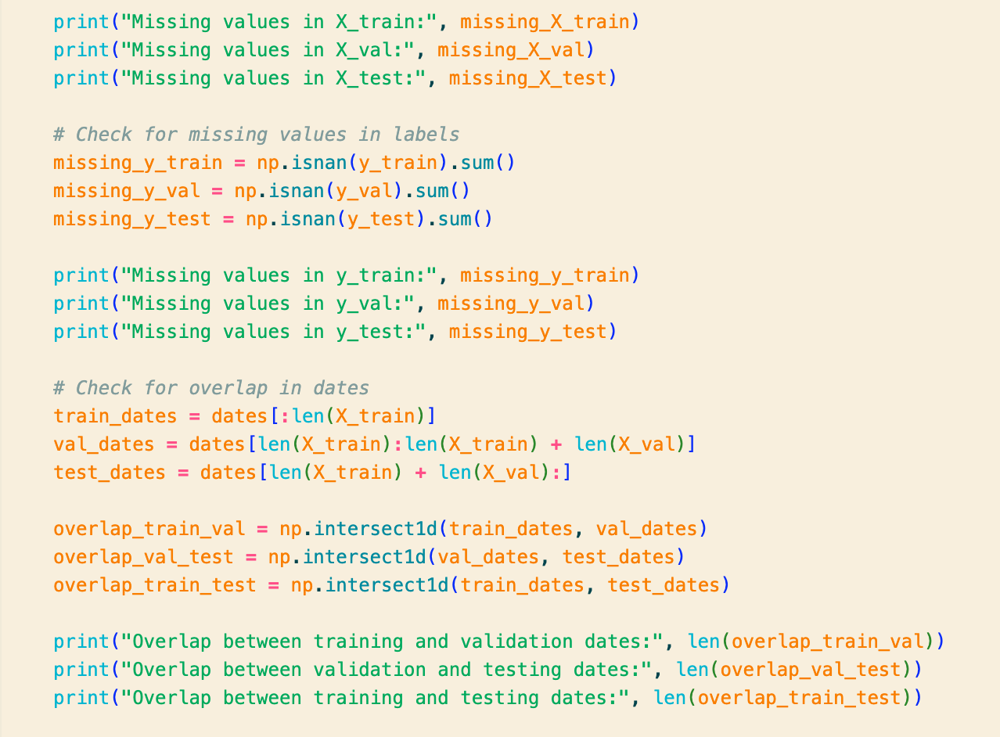 print("Missing values in X_train:", missing_X_train)
print("Missing values in X_val:", missing_X_val)
print("Missing values in X_test:", missing_X_test)
# Check for missing values in labels
missing_y_train = np.isnan(y_train).sum()
missing_y_val = np.isnan(y_val).sum()
missing_y_test = np.isnan(y_test).sum()
print("Missing values in y_train:", missing_y_train)
print("Missing values in y_val:", missing_y_val)
print("Missing values in y_test:", missing_y_test)
# Check for overlap in dates
train_dates = dates[:len(X_train)]
val_dates = dates[len(X_train):len(X_train) + len(X_val)]
test_dates = dates[len(X_train) + len(X_val):]
overlap_train_val = np.intersect1d(train_dates, val_dates)
overlap_val_test = np.intersect1d(val_dates, test_dates)
overlap_train_test = np.intersect1d(train_dates, test_dates)
print("Overlap between training and validation dates:", len(overlap_train_val))
print("Overlap between validation and testing dates:", len(overlap_val_test))
print("Overlap between training and testing dates:", len(overlap_train_test))